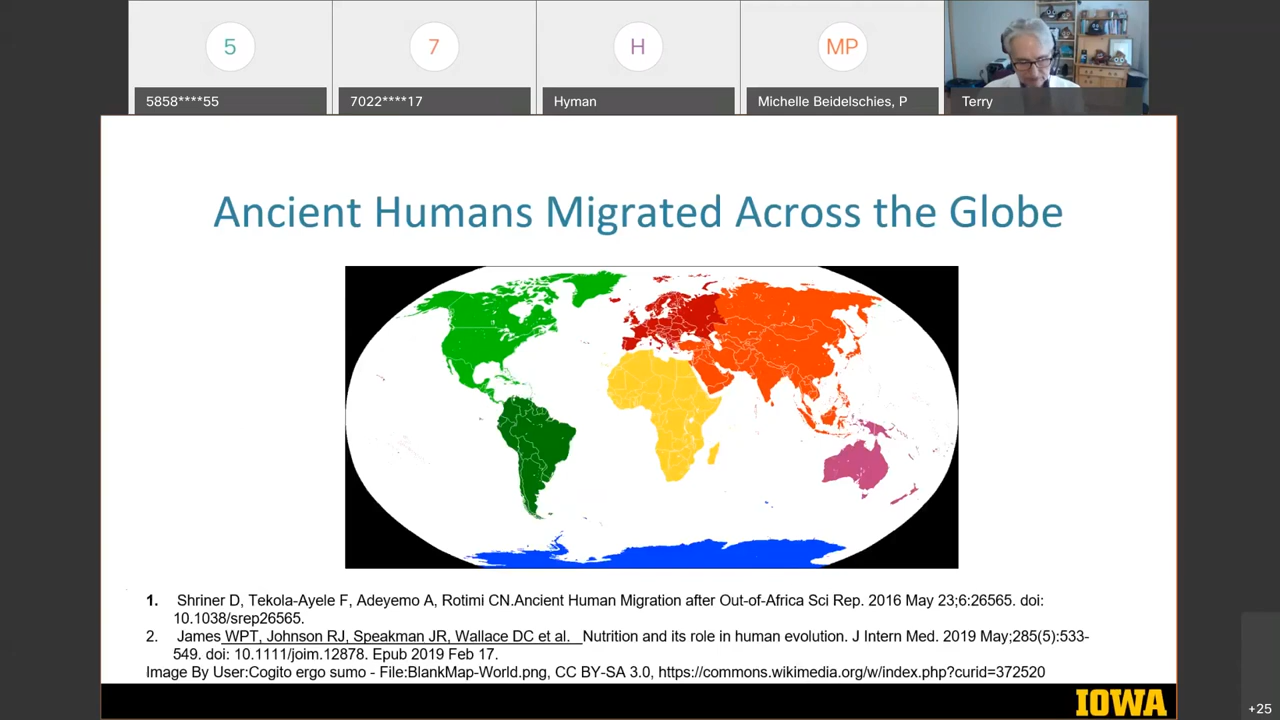 5
7
H
MP
5858****55
7022****17
Hyman
Michelle Beidelschies, P
Terry
Ancient Humans Migrated Across the Globe
1. Shriner D, Tekola-Ayele F, Adeyemo A, Rotimi CN.Ancient Human Migration after Out-of-Africa Sci Rep. 2016 May 23;6:26565. doi:
10.1038/srep26565.
2. James WPT, Johnson RJ, Speakman JR, Wallace DC et al. Nutrition and its role in human evolution. J Intern Med. 2019 May;285(5):533-
549. doi: 10.1111/joim.12878. Epub 2019 Feb 17.
Image By User:Cogito ergo sumo - File:BlankMap-World.png, CC BY-SA 3.0, https://commons.wikimedia.org/w/index.php?curid=372520
IOWA
+25